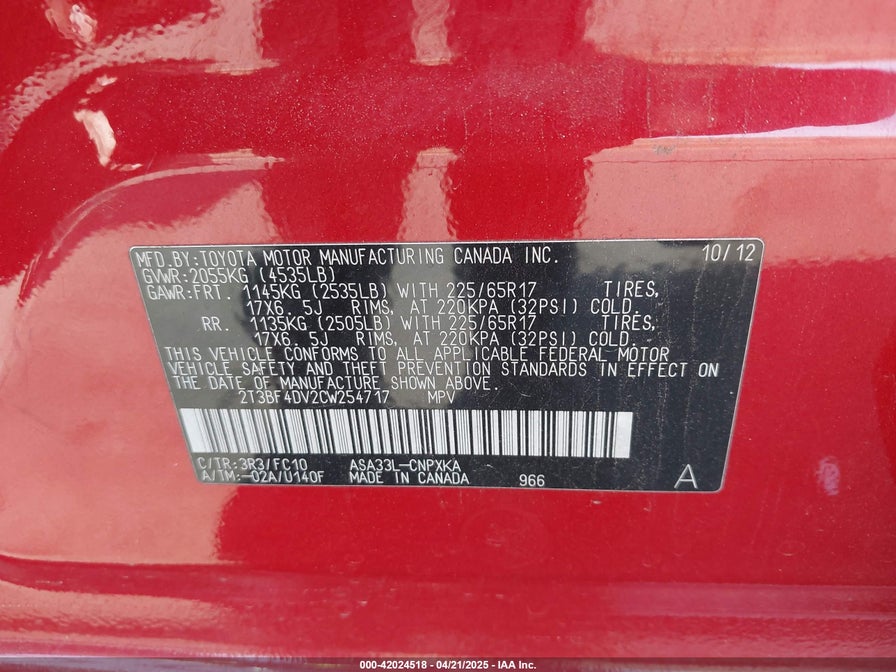 MFD.BY:TOYOTA MOTOR MANUFACTURING CANADA INC. 10/12
GVWR:2055KG (4535LB)
GAWR:FRT. 1145KG (2535LB) WITH 225/65R17 TIRES,
17X6. 5J RIMS, AT 220KPA (32PSI) COLD.
RR. 1135KG (2505LB) WITH 225/65R17 TIRES,
17X6. 5J RIMS, AT 220KPA (32PSI) COLD.
THIS VEHICLE CONFORMS TO ALL APPLICABLE FEDERAL MOTOR
VEHICLE SAFETY AND THEFT PREVENTION STANDARDS IN EFFECT ON
THE DATE OF MANUFACTURE SHOWN ABOVE.
2T3BF4DV2CW254717 MPV
C/TR:3R3/FC10 ASA33L-CNPXKA
A/TM:-02A/U140F MADE IN CANADA 966 A
000-42024518 - 04/21/2025 - IAA Inc.